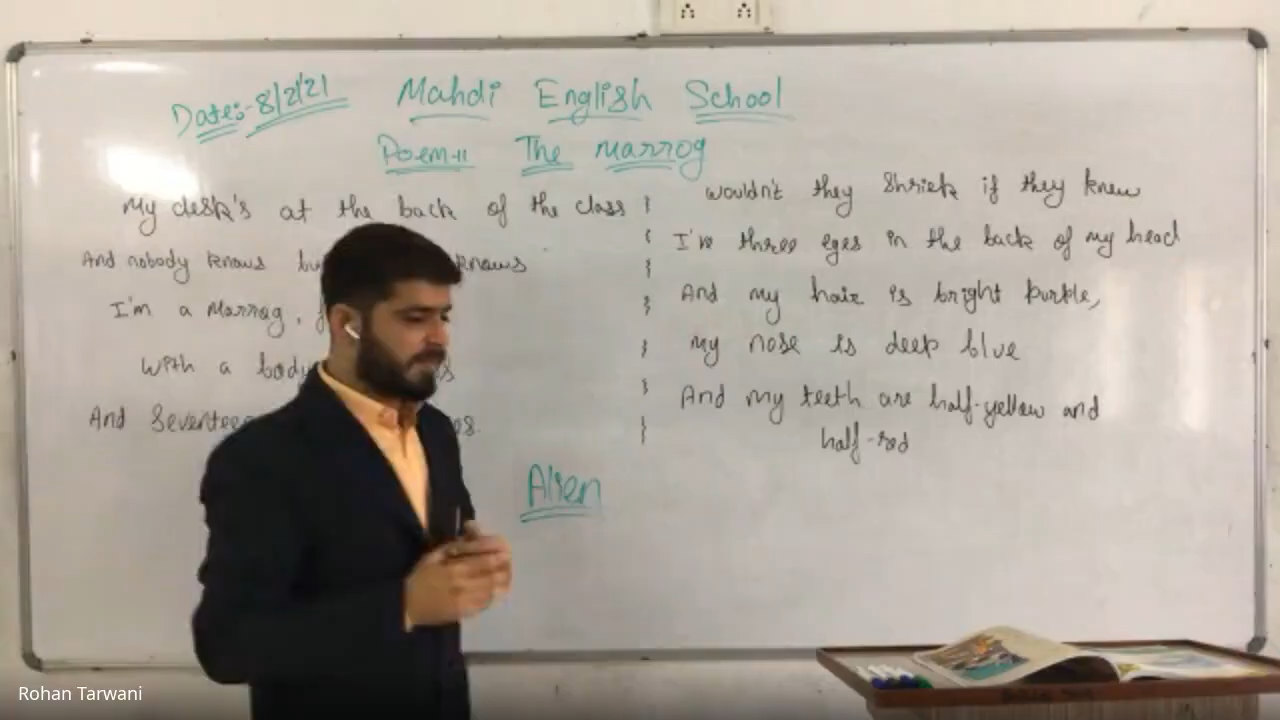 Date:- 8/2/21 Mahdi English School
Poem-11 The Marrog
My desk's at the back of the class
And nobody knows knows
I'm a Marrog,
With a body
And
Wouldn't they shriek if they knew
I've three eyes in the back of my head
And my hair is bright purple,
My nose is deep blue
And my teeth are half-yellow and
half-red
Alien
Rohan Tarwani